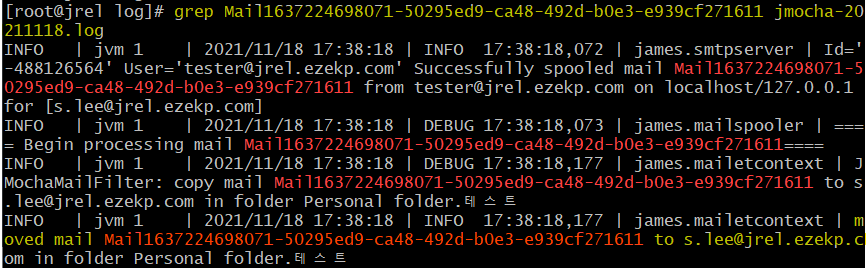 [root@jrel log]# grep Mail1637224698071-50295ed9-ca48-492d-b0e3-e939cf271611 jmocha-20
211118.log
INFO   | jvm 1    | 2021/11/18 17:38:18 | INFO  17:38:18,072 | james.smtpserver | Id='
-488126564' User='tester@jrel.ezekp.com' Successfully spooled mail Mail1637224698071-5
0295ed9-ca48-492d-b0e3-e939cf271611 from tester@jrel.ezekp.com on localhost/127.0.0.1
for [s.lee@jrel.ezekp.com]
INFO   | jvm 1    | 2021/11/18 17:38:18 | DEBUG 17:38:18,073 | james.mailspooler | ===
= Begin processing mail Mail1637224698071-50295ed9-ca48-492d-b0e3-e939cf271611====
INFO   | jvm 1    | 2021/11/18 17:38:18 | DEBUG 17:38:18,177 | james.mailetcontext | J
MochaMailFilter: copy mail Mail1637224698071-50295ed9-ca48-492d-b0e3-e939cf271611 to s
.lee@jrel.ezekp.com in folder Personal folder.테스트
INFO   | jvm 1    | 2021/11/18 17:38:18 | INFO  17:38:18,177 | james.mailetcontext | m
oved mail Mail1637224698071-50295ed9-ca48-492d-b0e3-e939cf271611 to s.lee@jrel.ezekp.c
om in folder Personal folder.테스트